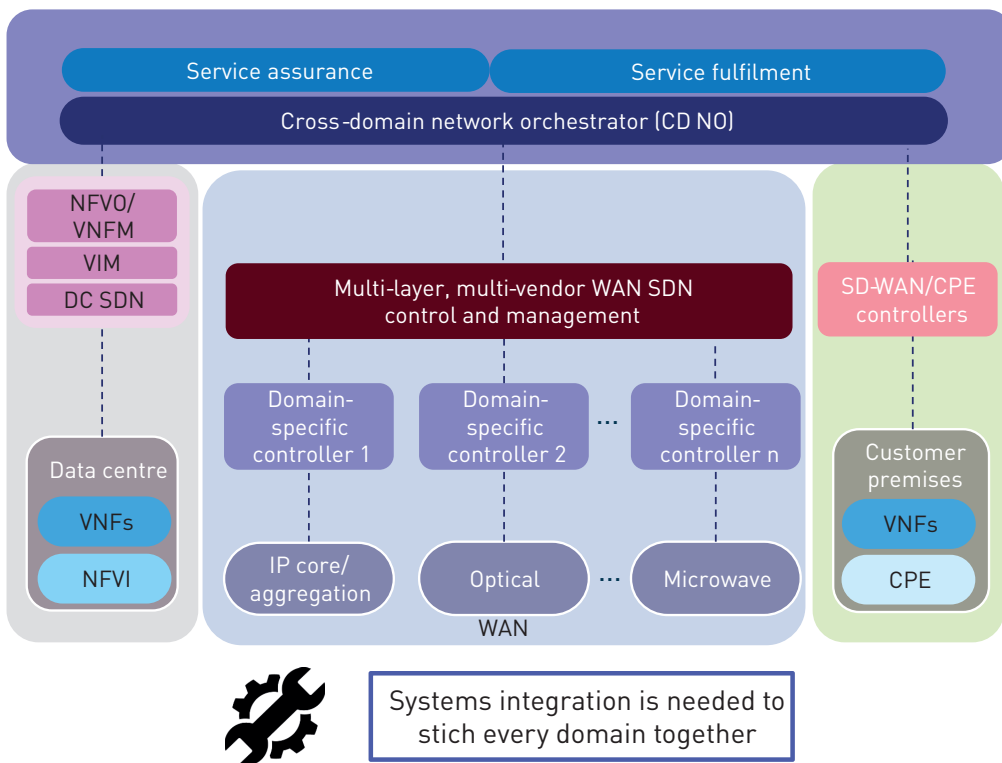 Service assurance
Service fulfilment
Cross-domain network orchestrator (CD NO)
NFVO/
VNFM
VIM
DC SDN
Multi-layer, multi-vendor WAN SDN
control and management
SD-WAN/CPE
controllers
Domain-
specific
controller 1
Domain-
specific
controller 2
...
Domain-
specific
controller n
Data centre
VNFs
NFVI
IP core/
aggregation
Optical
...
Microwave
WAN
Customer
premises
VNFs
CPE
Systems integration is needed to
stich every domain together